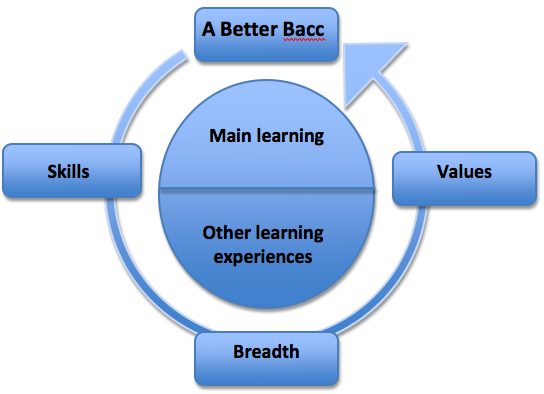 A Better Bacc
Main learning
Skills
Values
Other learning
experiences
Breadth